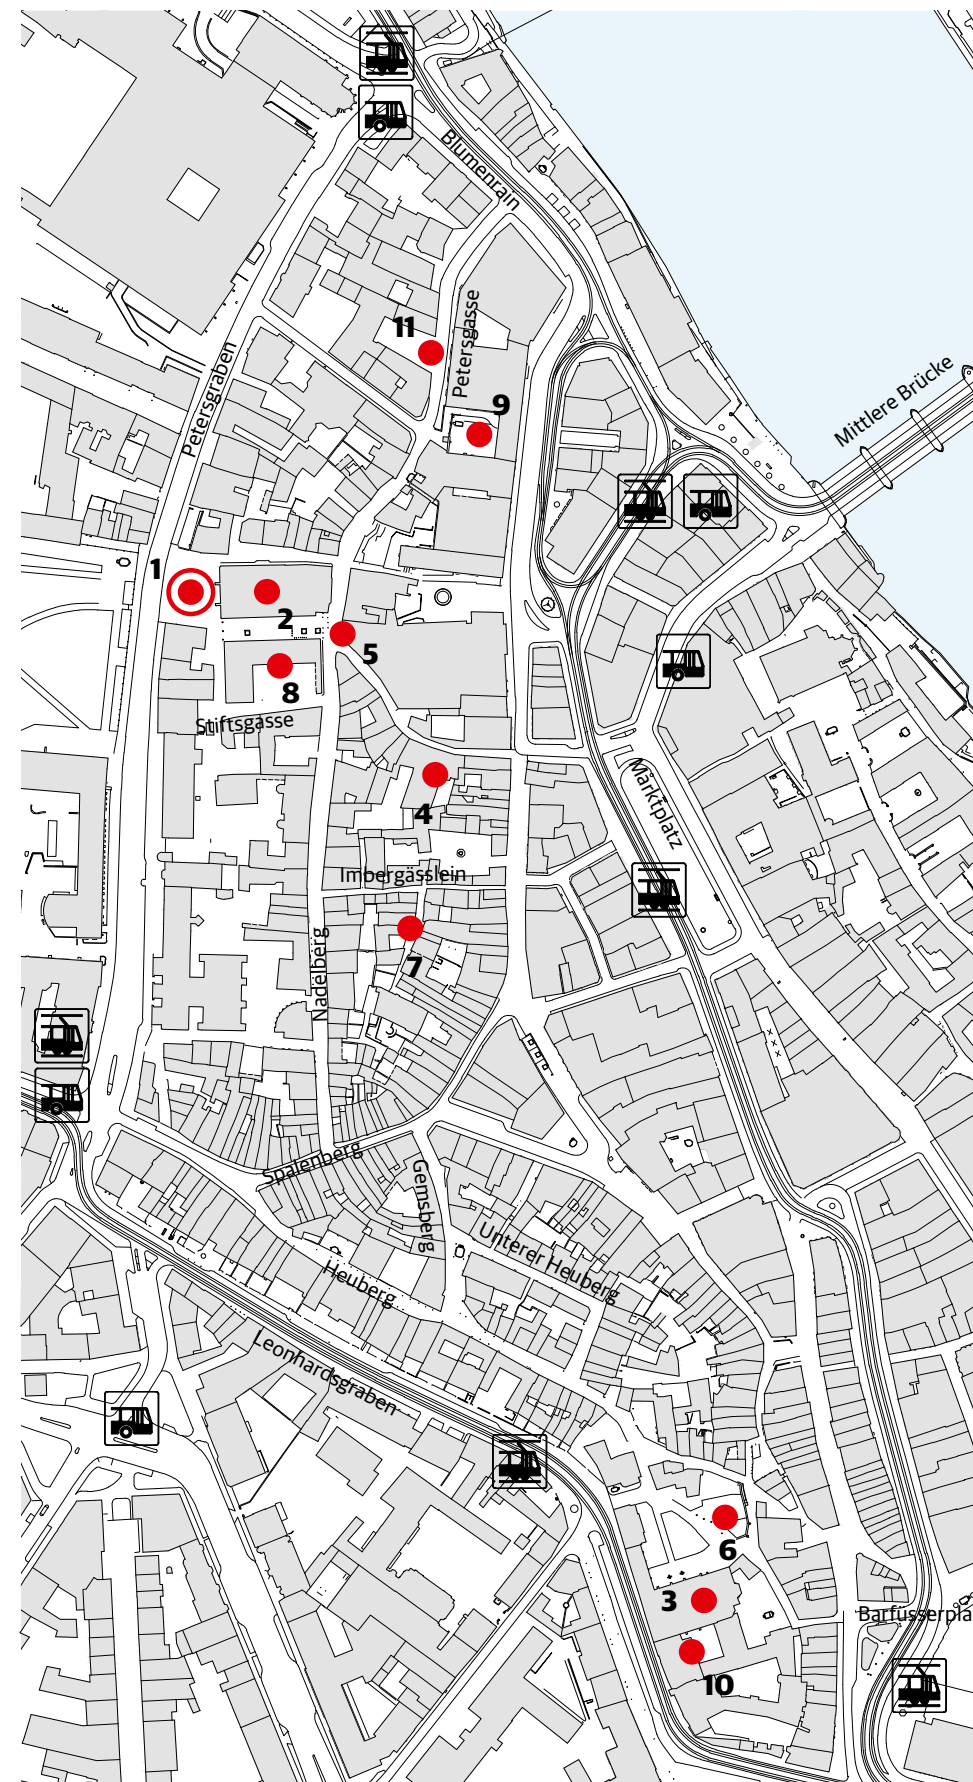 Blumenrain
11
Petersgasse
Petersgraben
Mittlere Brücke
9
1
2
5
8
Stiftsgasse
Marktplatz
4
Imbergässlein
7
Nadelberg
Spalenberg
Gemsberg
Unterer Heuberg
Heuberg
Leonhardsgraben
6
3
Barfüsserpla
10